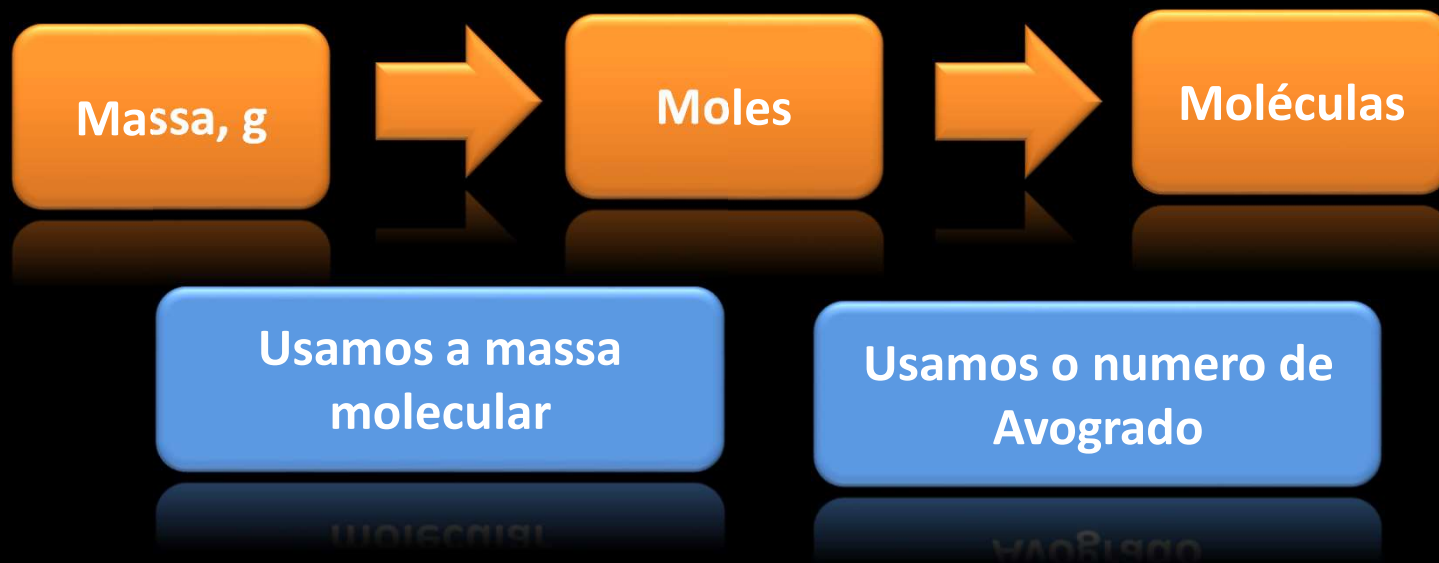 Massa, g
Moles
Moléculas
Usamos a massa
molecular
Usamos o numero de
Avogrado